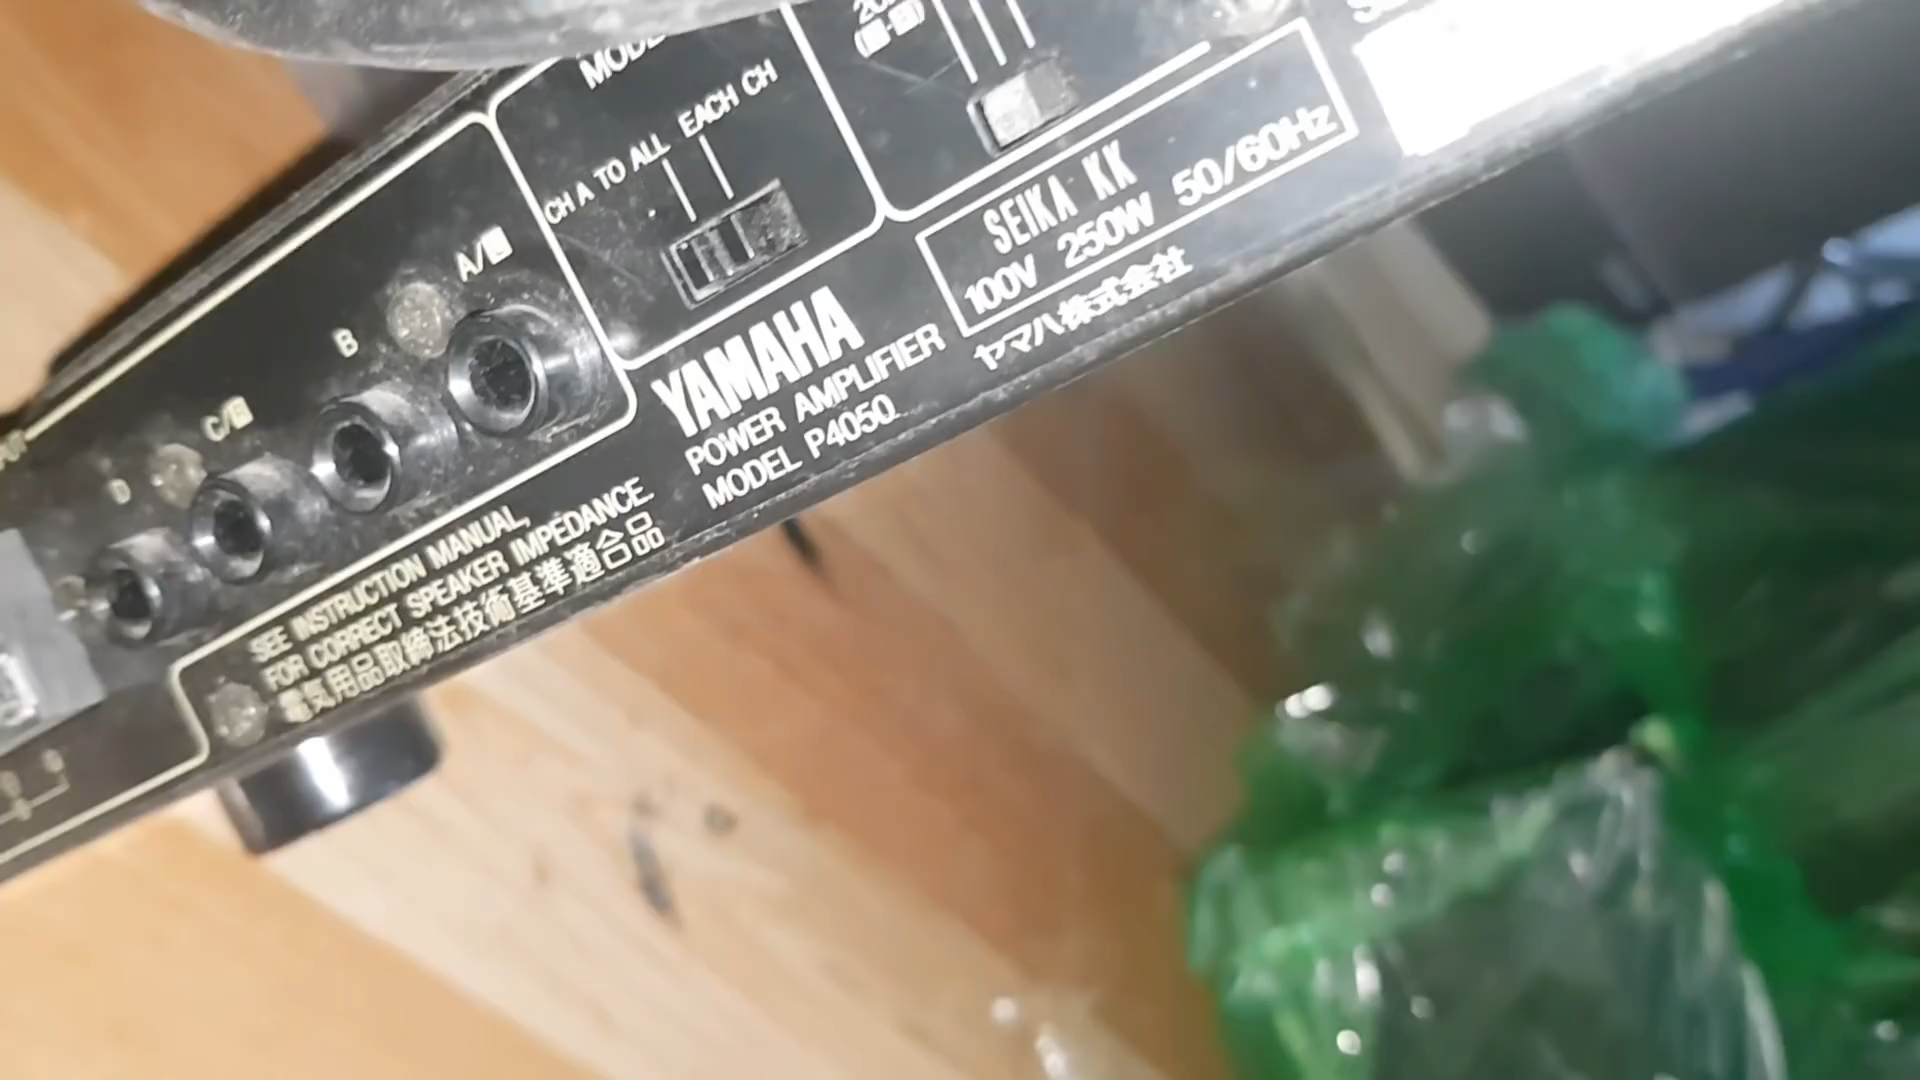 CH A TO ALL EACH CH
A/
B
C/
D
SEIKA KK
100V 250W 50/60Hz
YAMAHA
POWER AMPLIFIER
MODEL P4050
ヤマハ株式会社
SEE INSTRUCTION MANUAL,
FOR CORRECT SPEAKER IMPEDANCE.
電気用品取締法技術基準適合品